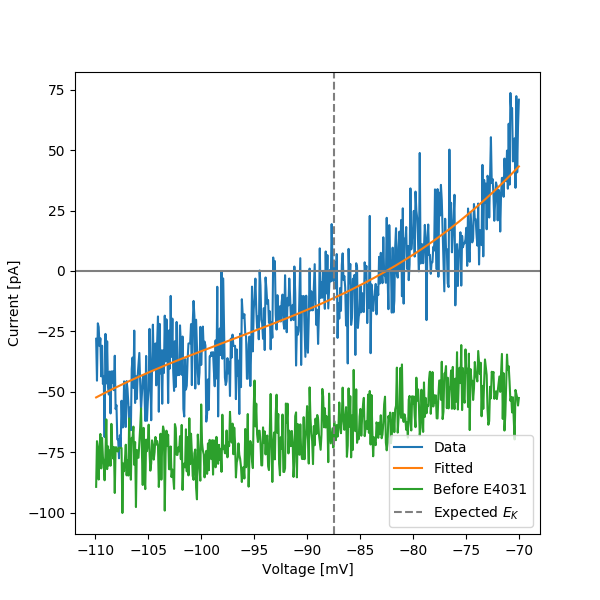 75
50
25
0
−25
−50
−75
−100
Current [pA]
Data
Fitted
Before E4031
Expected E_K
−110 −105 −100 −95 −90 −85 −80 −75 −70
Voltage [mV]